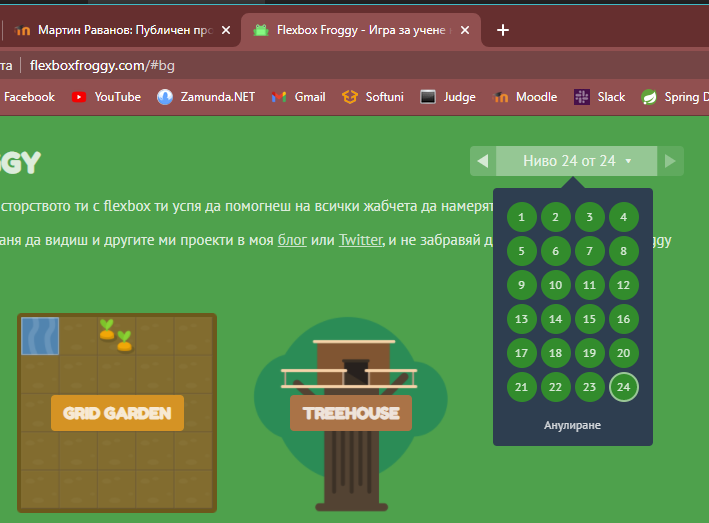 Мартин Раванов: Публичен про
Flexbox Froggy - Игра за учене
та
flexboxfroggy.com/#bg
Facebook YouTube Zamunda.NET Gmail Softuni Judge Moodle Slack Spring D
GGY
Ниво 24 от 24
сторството ти с flexbox ти успя да помогнеш на всички жабчета да намерят
аня да видиш и другите ми проекти в моя блог или Twitter, и не забравяй д
ggy
1 2 3 4
5 6 7 8
9 10 11 12
13 14 15 16
17 18 19 20
21 22 23 24
Анулиране
GRID GARDEN
TREEHOUSE